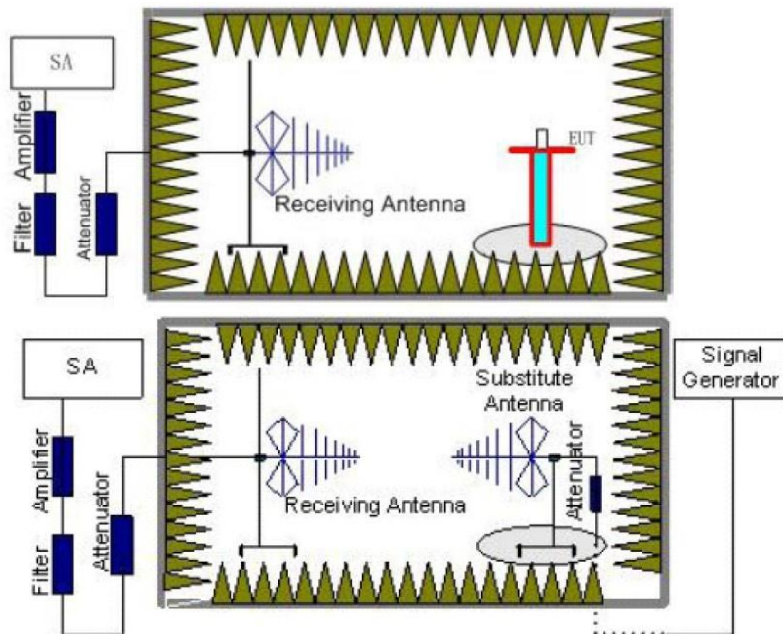 SA
Amplifier
Filter
Attenuator
Receiving Antenna
EUT
SA
Amplifier
Filter
Attenuator
Receiving Antenna
Substitute
Antenna
Attenuator
Signal
Generator